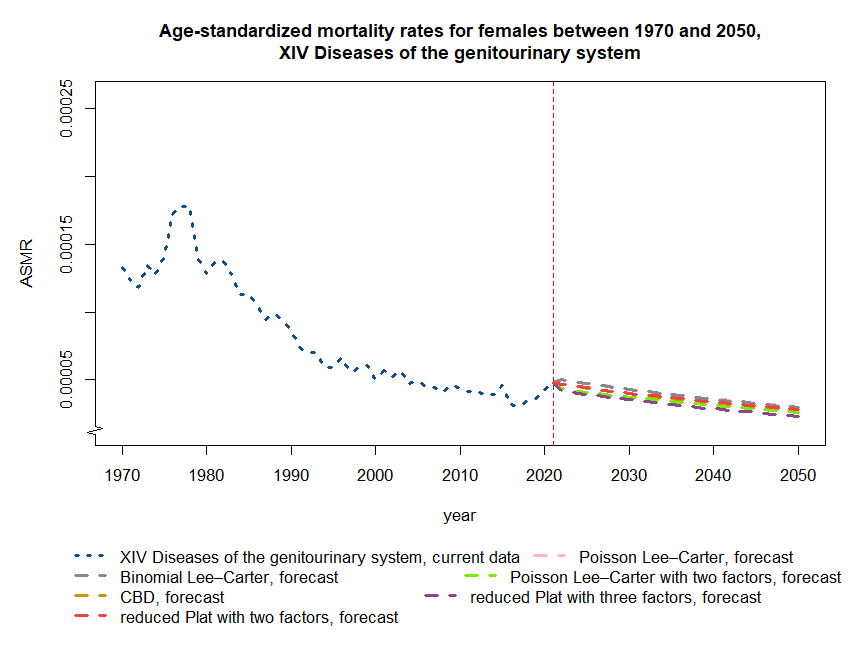 Age-standardized mortality rates for females between 1970 and 2050,
XIV Diseases of the genitourinary system
0.00025
0.00015
0.00005
ASMR
1970 1980 1990 2000 2010 2020 2030 2040 2050
year
XIV Diseases of the genitourinary system, current data Poisson Lee–Carter, forecast
Binomial Lee–Carter, forecast Poisson Lee–Carter with two factors, forecast
CBD, forecast reduced Plat with three factors, forecast
reduced Plat with two factors, forecast